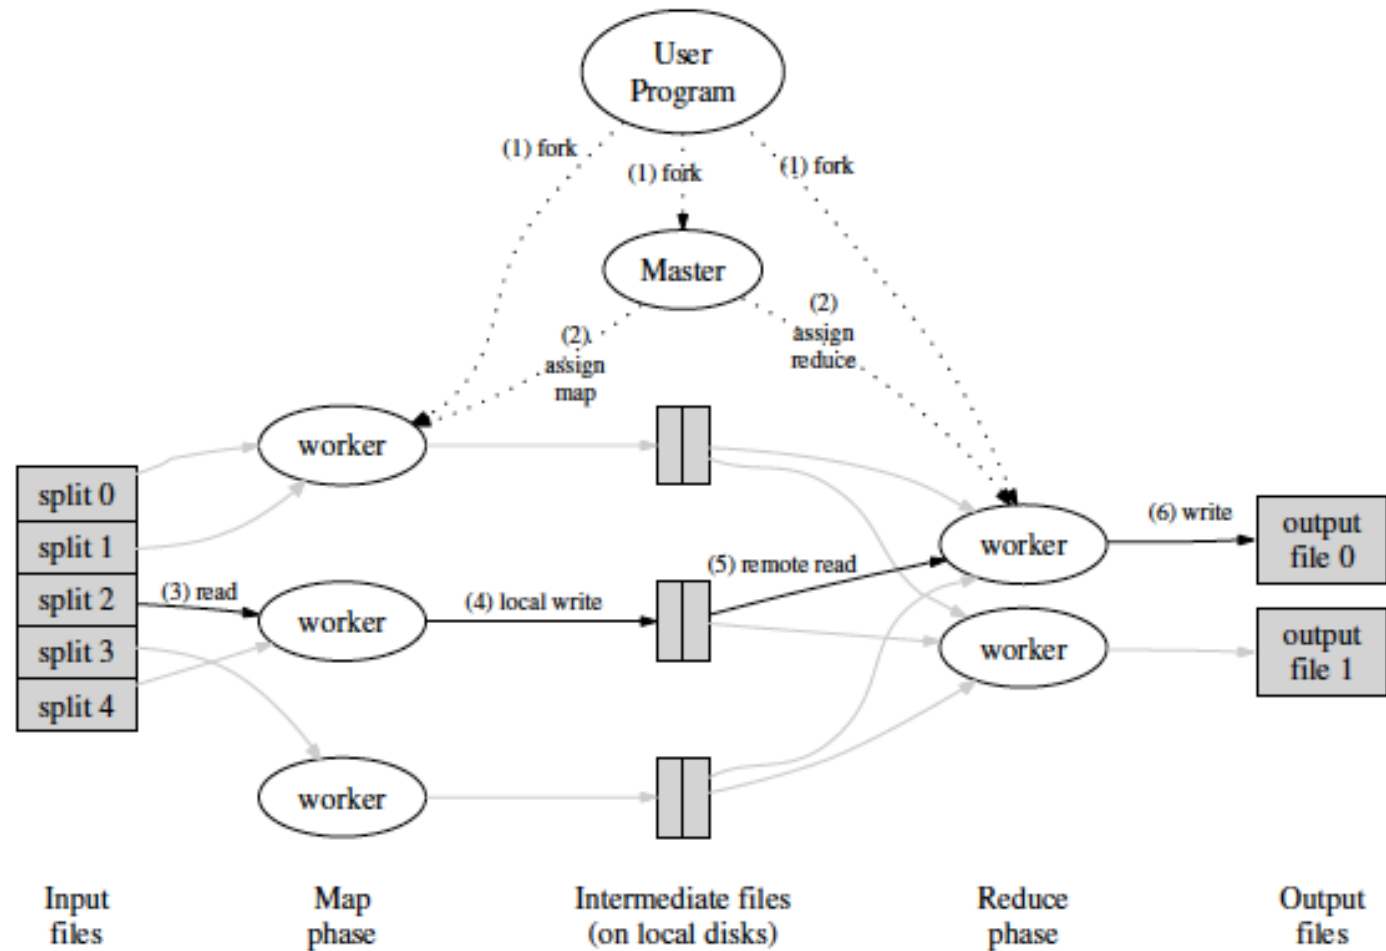 User
Program
(1) fork
(1) fork
(1) fork
Master
(2)
assign
map
(2)
assign
reduce
split 0
split 1
split 2
split 3
split 4
(3) read
worker
worker
worker
(4) local write
(5) remote read
worker
worker
(6) write
output
file 0
output
file 1
Input
files
Map
phase
Intermediate files
(on local disks)
Reduce
phase
Output
files